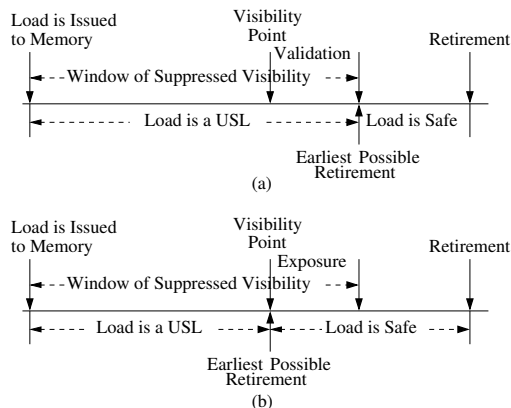 Load is Issued
to Memory
Visibility
Point
Validation
Retirement
Window of Suppressed Visibility
Load is a USL
Load is Safe
Earliest Possible
Retirement
(a)
Load is Issued
to Memory
Visibility
Point
Exposure
Retirement
Window of Suppressed Visibility
Load is a USL
Load is Safe
Earliest Possible
Retirement
(b)